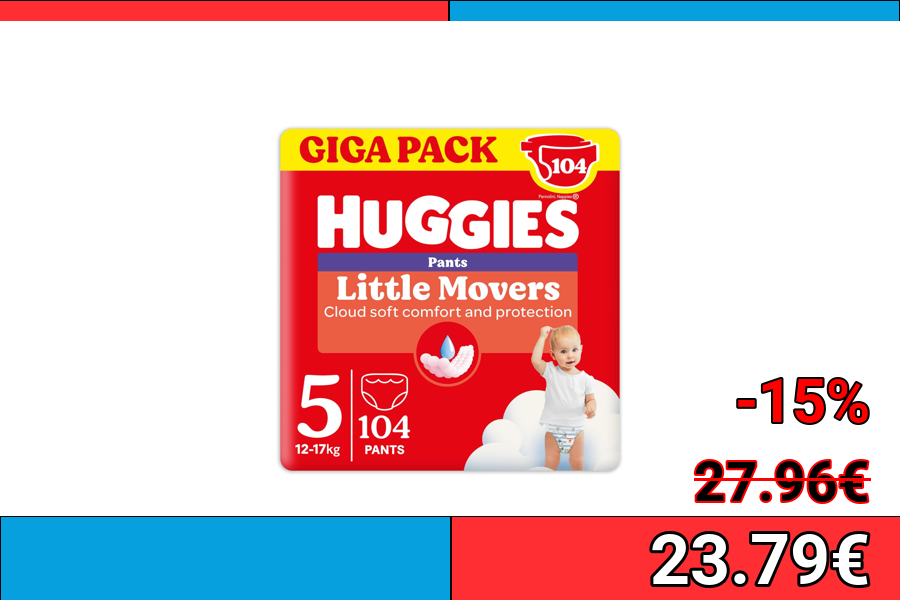 GIGA PACK
104
HUGGIES
Pants
Little Movers
Cloud soft comfort and protection
5
12-17kg
104
PANTS
-15%
27.96€
23.79€